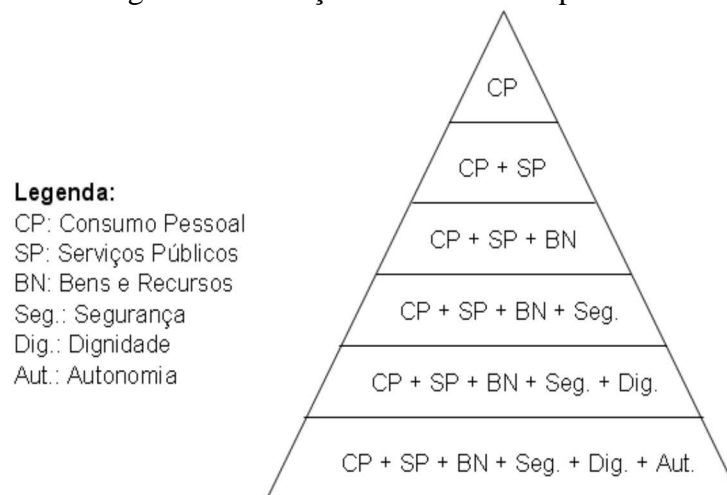 CP
CP + SP
Legenda:
CP: Consumo Pessoal
SP: Serviços Públicos
BN: Bens e Recursos
Seg.: Segurança
Dig.: Dignidade
Aut.: Autonomia
CP + SP + BN
CP + SP + BN + Seg.
CP + SP + BN + Seg. + Dig.
CP + SP + BN + Seg. + Dig. + Aut.